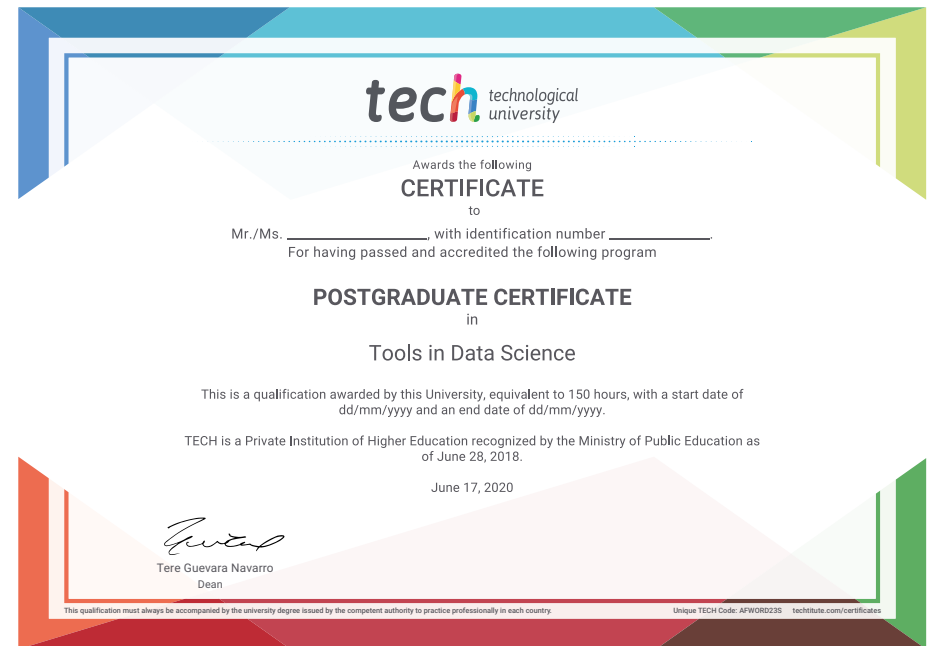 tech technological
university
Awards the following
CERTIFICATE
to
Mr./Ms. ____________________, with identification number ______________.
For having passed and accredited the following program
POSTGRADUATE CERTIFICATE
in
Tools in Data Science
This is a qualification awarded by this University, equivalent to 150 hours, with a start date of
dd/mm/yyyy and an end date of dd/mm/yyyy.
TECH is a Private Institution of Higher Education recognized by the Ministry of Public Education as
of June 28, 2018.
June 17, 2020
Tere Guevara Navarro
Dean
This qualification must always be accompanied by the university degree issued by the competent authority to practice professionally in each country. Unique TECH Code: AFWORD23S techtitute.com/certificates